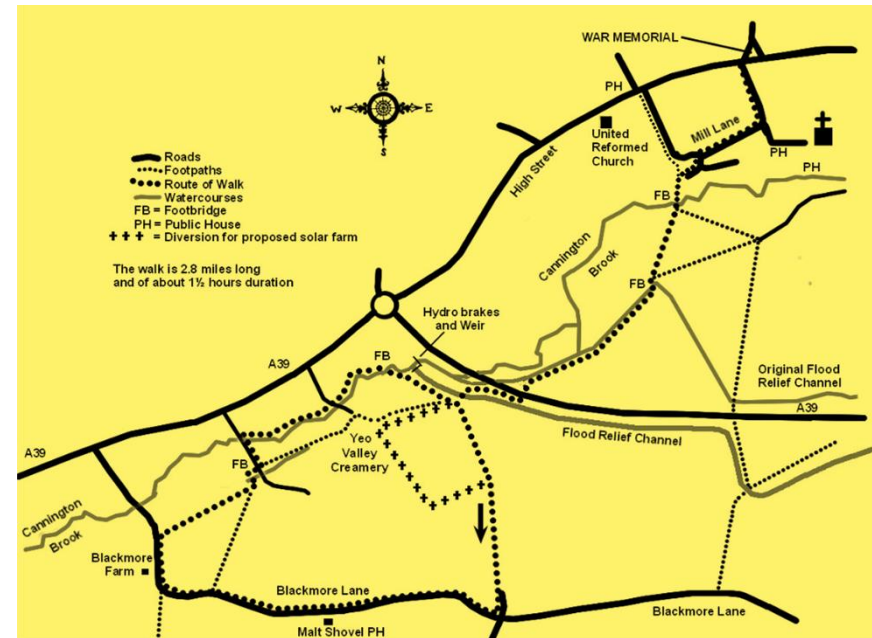 WAR MEMORIAL
N
W
E
S
PH
United
Reformed
Church
Mill Lane
PH
PH
High Street
Roads
Footpaths
Route of Walk
Watercourses
FB = Footbridge
PH = Public House
= Diversion for proposed solar farm
The walk is 2.8 miles long
and of about 1½ hours duration
FB
Cannington
Brook
FB
Hydro brakes
and Weir
FB
A39
Original Flood
Relief Channel
A39
Flood Relief Channel
Yeo
Valley
Creamery
FB
A39
Cannington
Brook
Blackmore
Farm
Blackmore Lane
Malt Shovel PH
Blackmore Lane